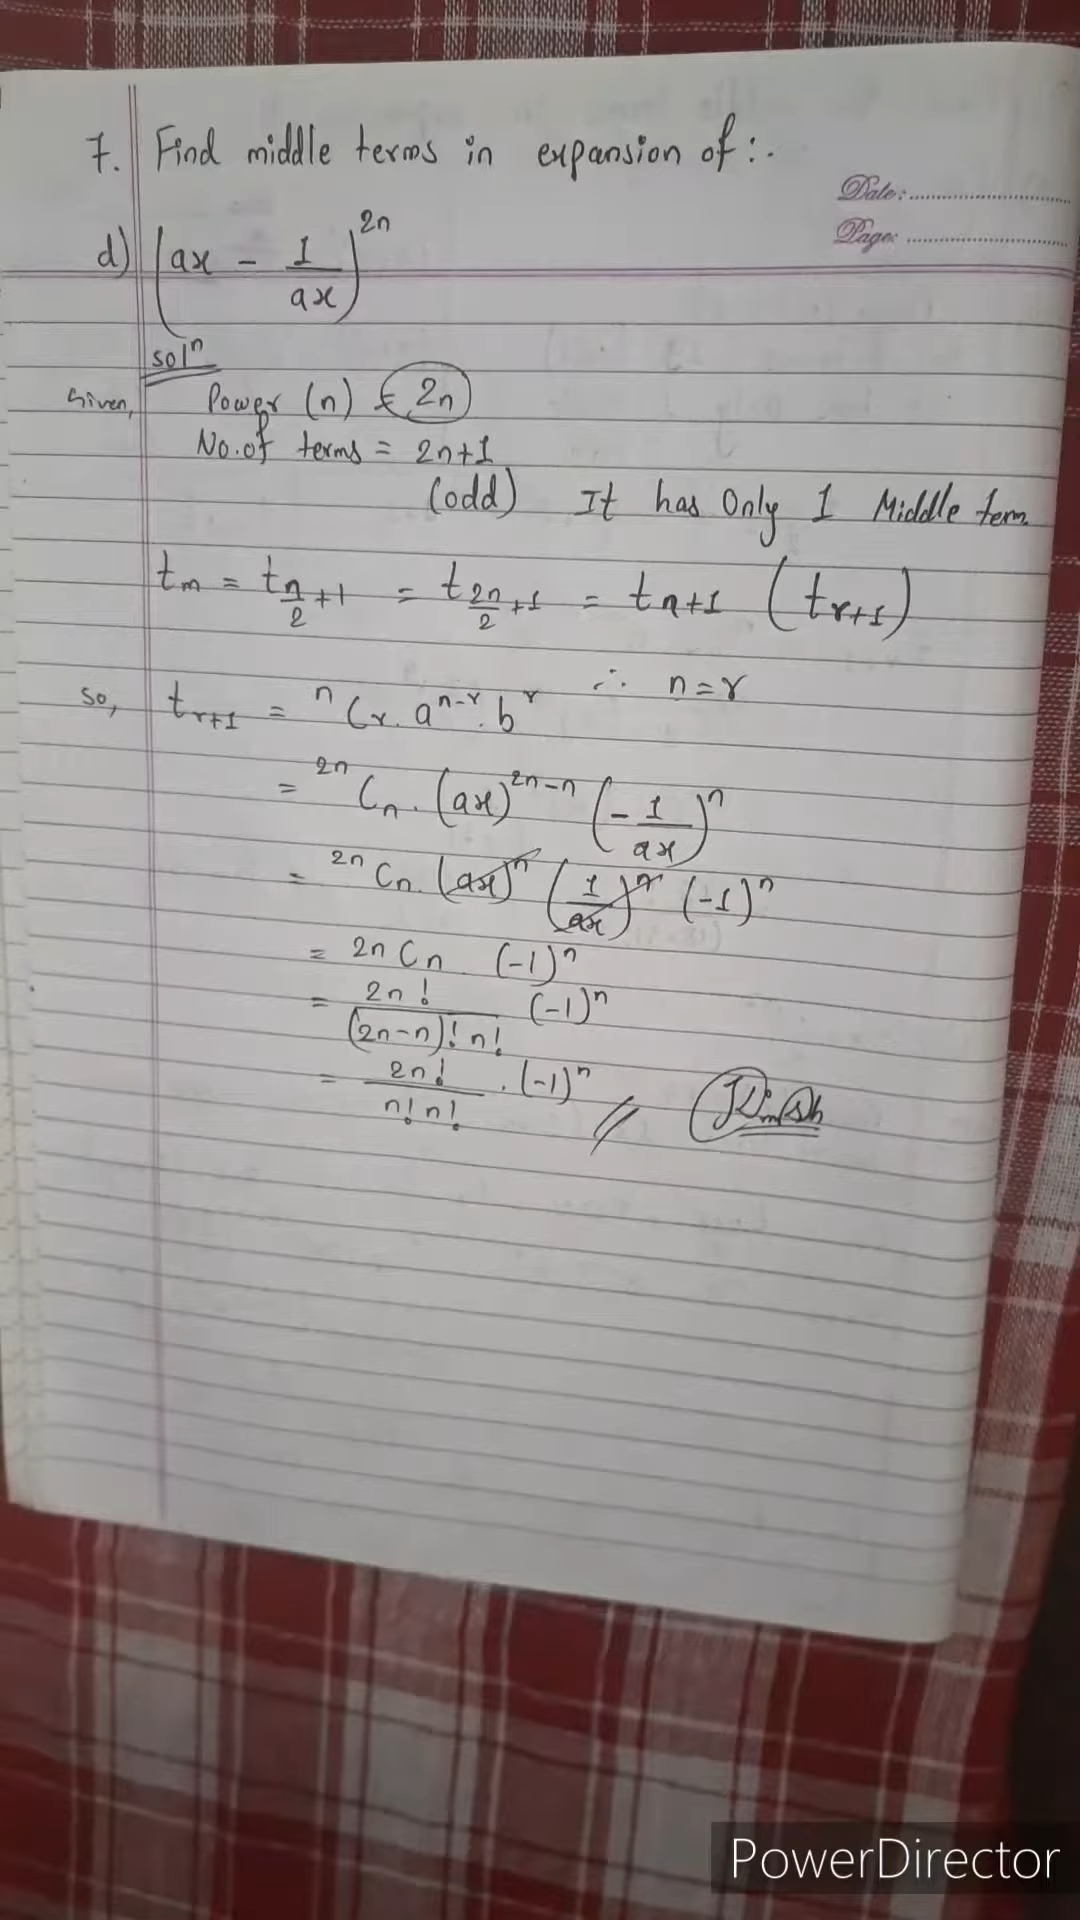 7. Find middle terms in expansion of :.
Date:
Page:
d) (ax - 1/ax)^2n
solⁿ
Given, Power (n) = 2n
No. of terms = 2n+1
(odd) It has Only 1 Middle term
tm = t n/2 +1 = t 2n/2 +1 = t n+1 (t r+1)
∴ n=r
so, t r+1 = ⁿCr. a^n-r. b^r
= ²ⁿCn. (ax)^2n-n (-1/ax)^n
= ²ⁿCn. (ax)^n (1/ax)^n (-1)^n
= 2n Cn. (-1)^n
= 2n!/(2n-n)! n! (-1)^n
= 2n!/n! n! . (-1)^n //
PowerDirector